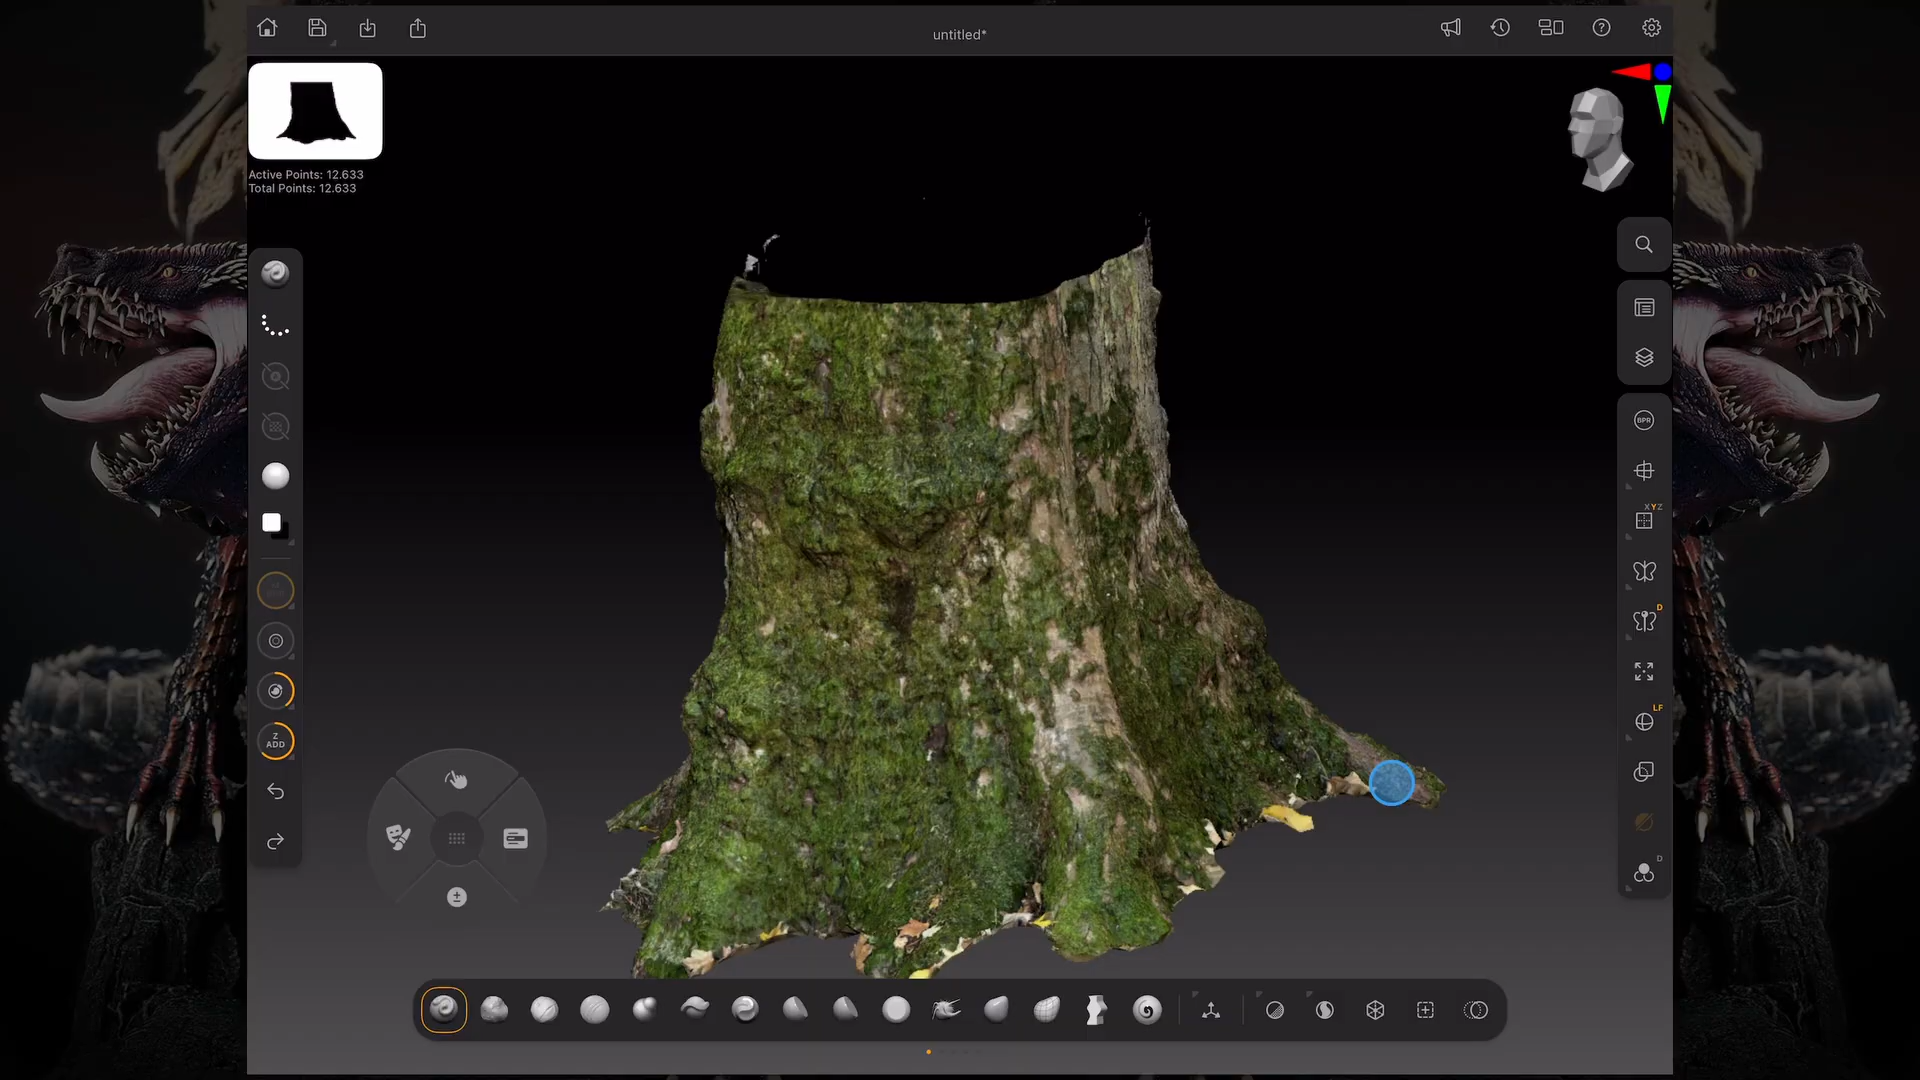 untitled*
Active Points: 12.633
Total Points: 12.633
BPR
XYZ
D
LF
D
Z
ADD